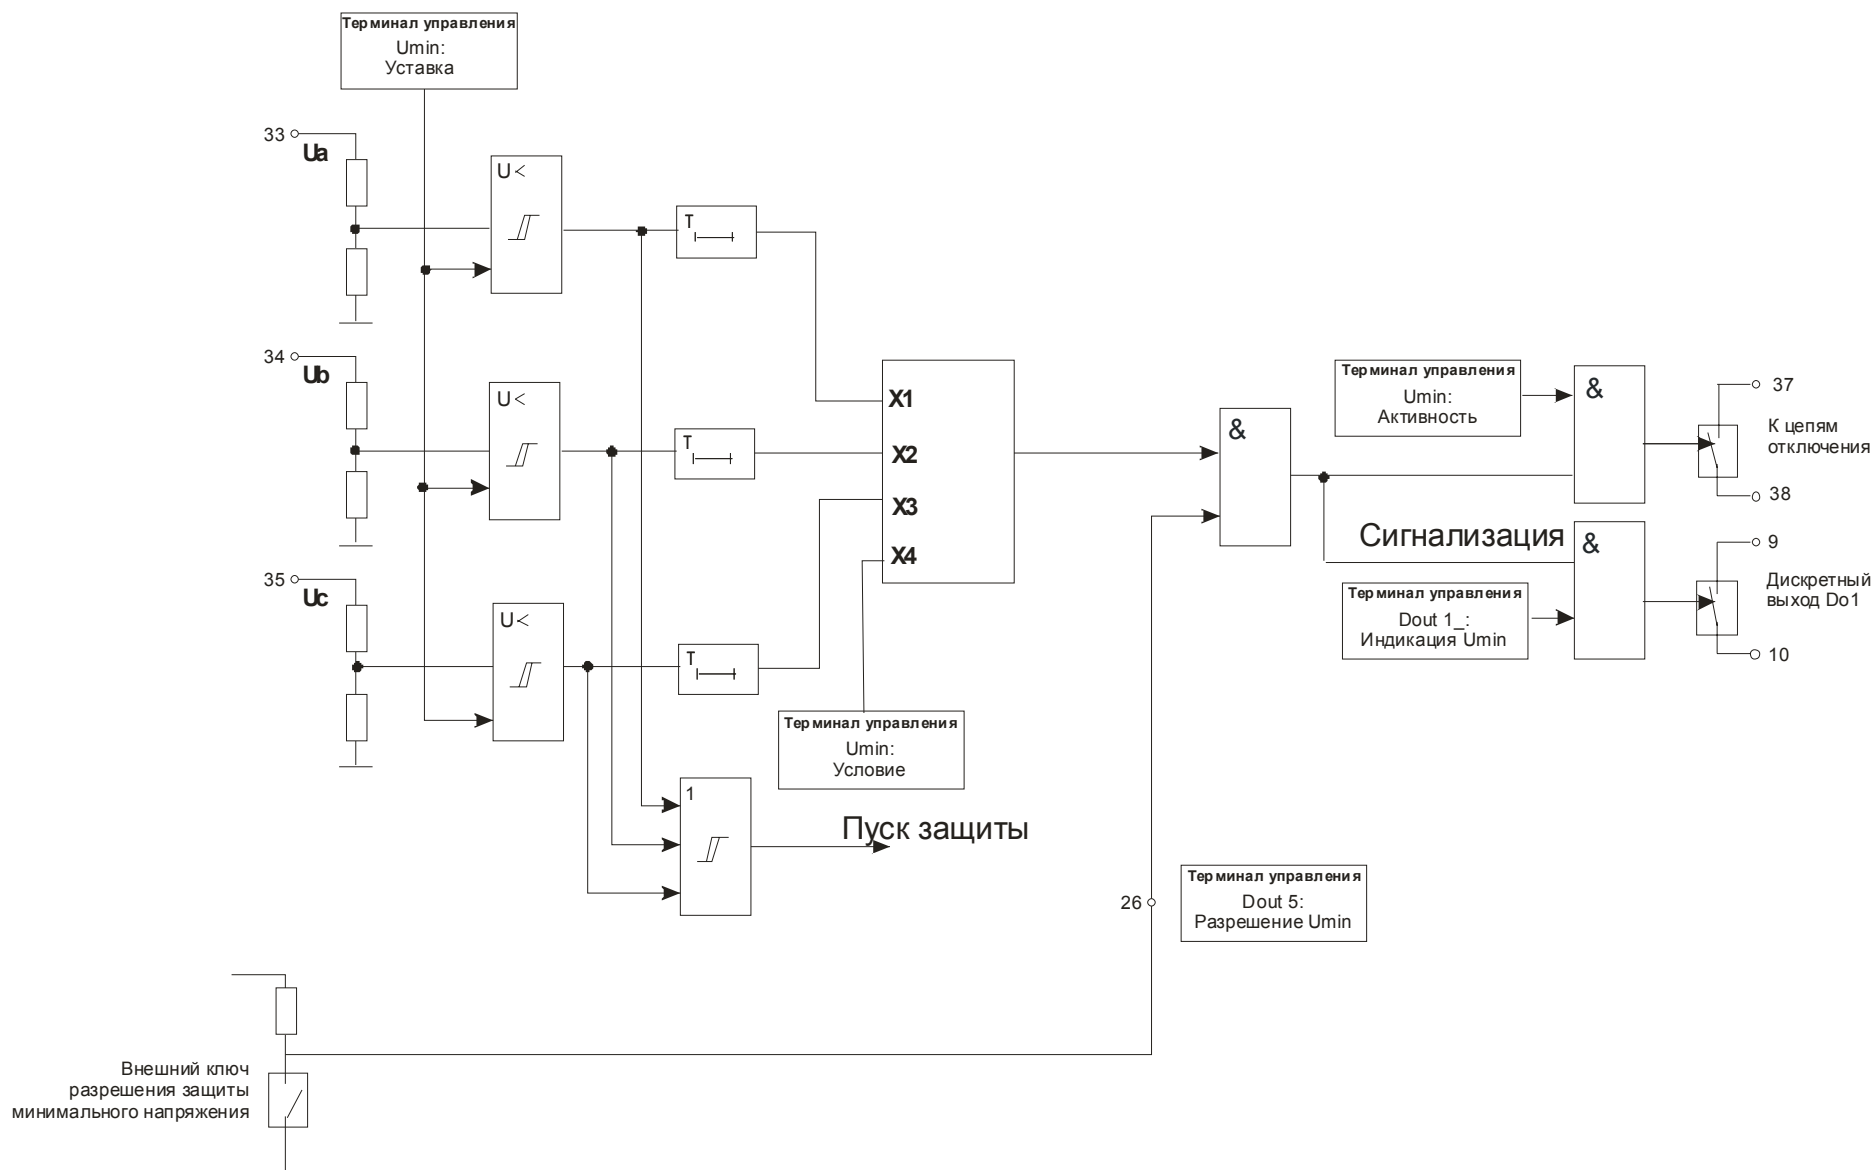 Терминал управления
Umin:
Уставка
33
Ua
U<
T
34
Ub
U<
T
35
Uc
U<
T
X1
X2
X3
X4
Терминал управления
Umin:
Условие
1
Пуск защиты
&
Терминал управления
Umin:
Активность
&
37
К цепям
отключения
38
Сигнализация
&
Терминал управления
Dout 1_:
Индикация Umin
9
Дискретный
выход Do1
10
26
Терминал управления
Dout 5:
Разрешение Umin
Внешний ключ
разрешения защиты
минимального напряжения